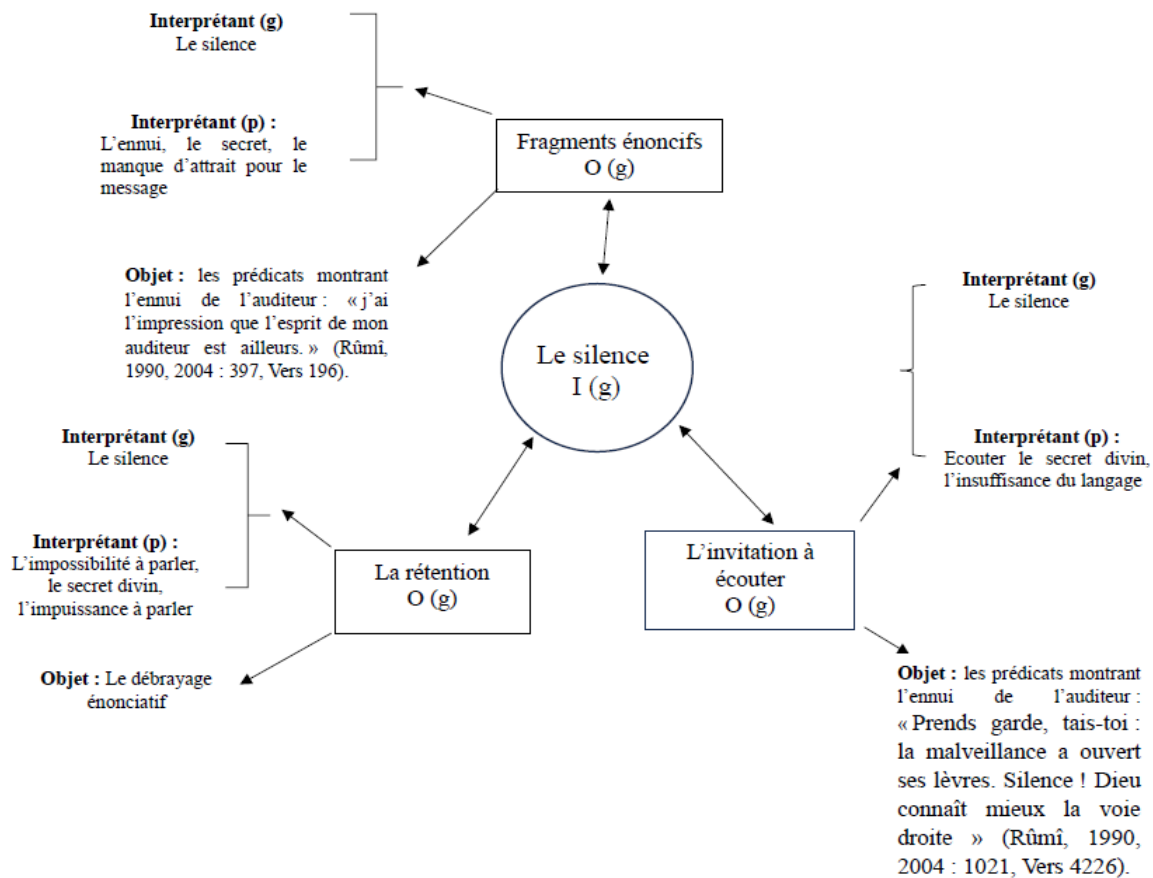 Interprétant (g)
Le silence
Interprétant (p) :
L'ennui, le secret, le
manque d'attrait pour le
message
Fragments énoncifs
O (g)
Objet : les prédicats montrant
l'ennui de l'auditeur : « j'ai
l'impression que l'esprit de mon
auditeur est ailleurs. » (Rûmî,
1990, 2004 : 397, Vers 196).
Le silence
I (g)
Interprétant (g)
Le silence
Interprétant (p) :
Ecouter le secret divin,
l'insuffisance du langage
Interprétant (g)
Le silence
Interprétant (p) :
L'impossibilité à parler,
le secret divin,
l'impuissance à parler
La rétention
O (g)
Objet : Le débrayage
énonciatif
L'invitation à
écouter
O (g)
Objet : les prédicats montrant
l'ennui de l'auditeur :
« Prends garde, tais-toi :
la malveillance a ouvert
ses lèvres. Silence ! Dieu
connaît mieux la voie
droite » (Rûmî, 1990,
2004 : 1021, Vers 4226).